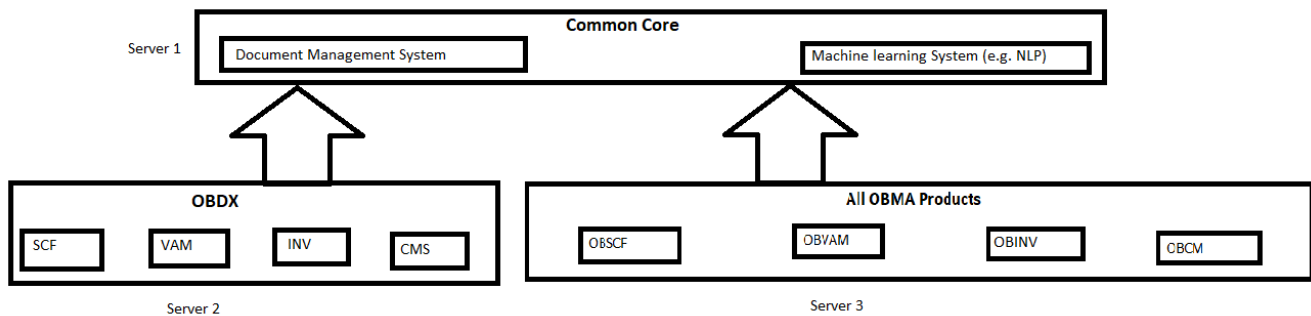 Common Core
Server 1
Document Management System
Machine learning System (e.g. NLP)
OBDX
All OBMA Products
SCF
VAM
INV
CMS
OBSCF
OBVAM
OBINV
OBCM
Server 2
Server 3